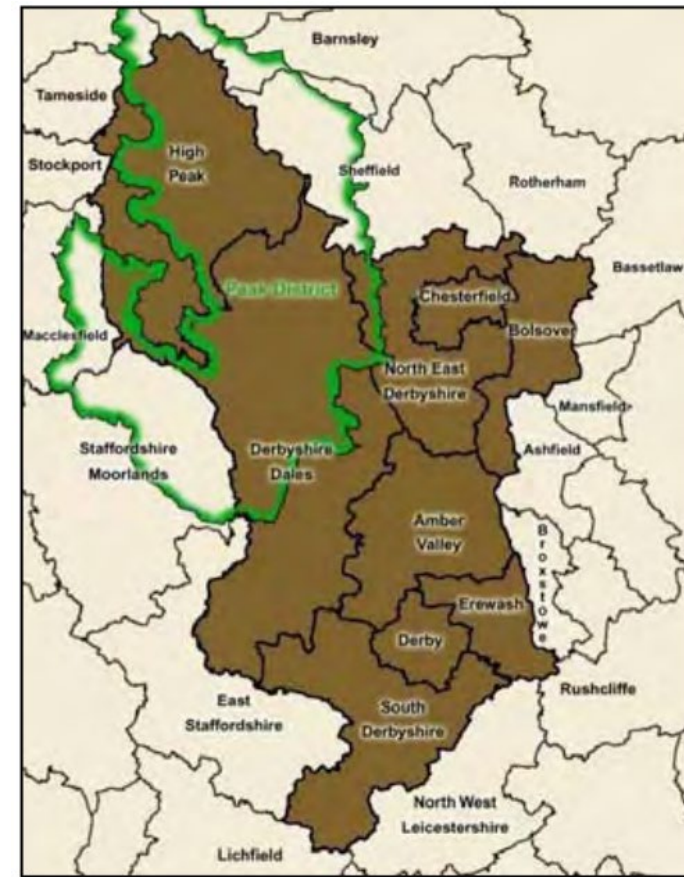 Barnsley
Tameside
High
Peak
Stockport
Sheffield
Rotherham
Bassetlaw
Peak District
Chesterfield
Bolsover
Macclesfield
North East
Derbyshire
Mansfield
Staffordshire
Moorlands
Derbyshire
Dales
Ashfield
Amber
Valley
Broxstowe
Erewash
Derby
Rushcliffe
East
Staffordshire
South
Derbyshire
North West
Leicestershire
Lichfield